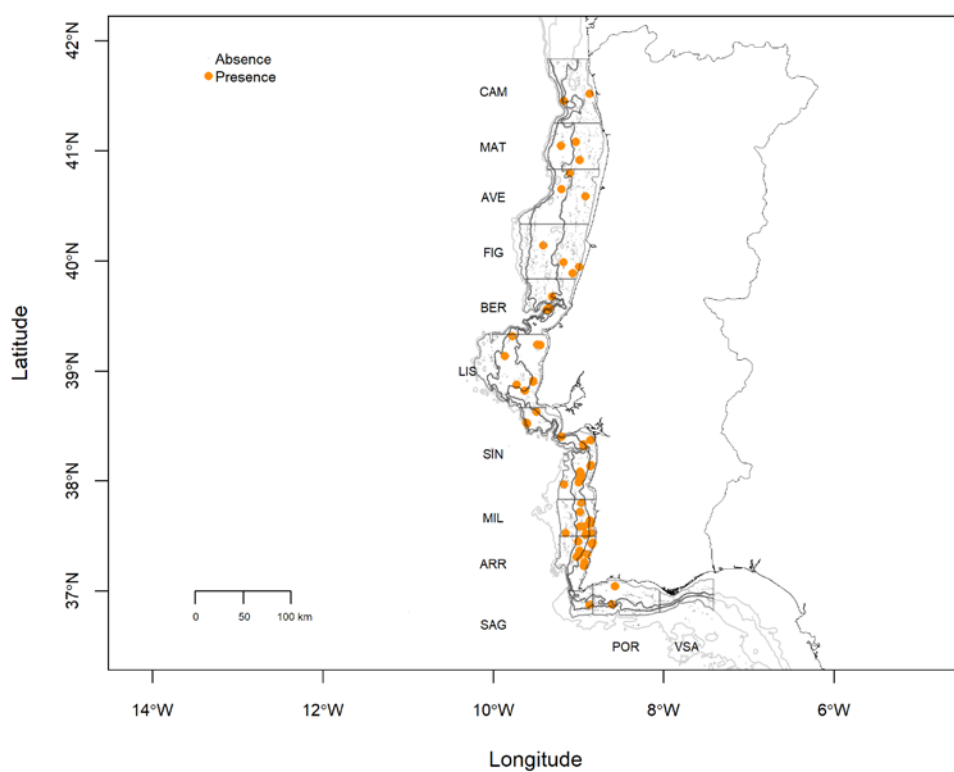 Absence
Presence
CAM
MAT
AVE
FIG
BER
LIS
SIN
MIL
ARR
SAG
POR
VSA
0 50 100 km
42°N
41°N
40°N
39°N
38°N
37°N
Latitude
14°W 12°W 10°W 8°W 6°W
Longitude